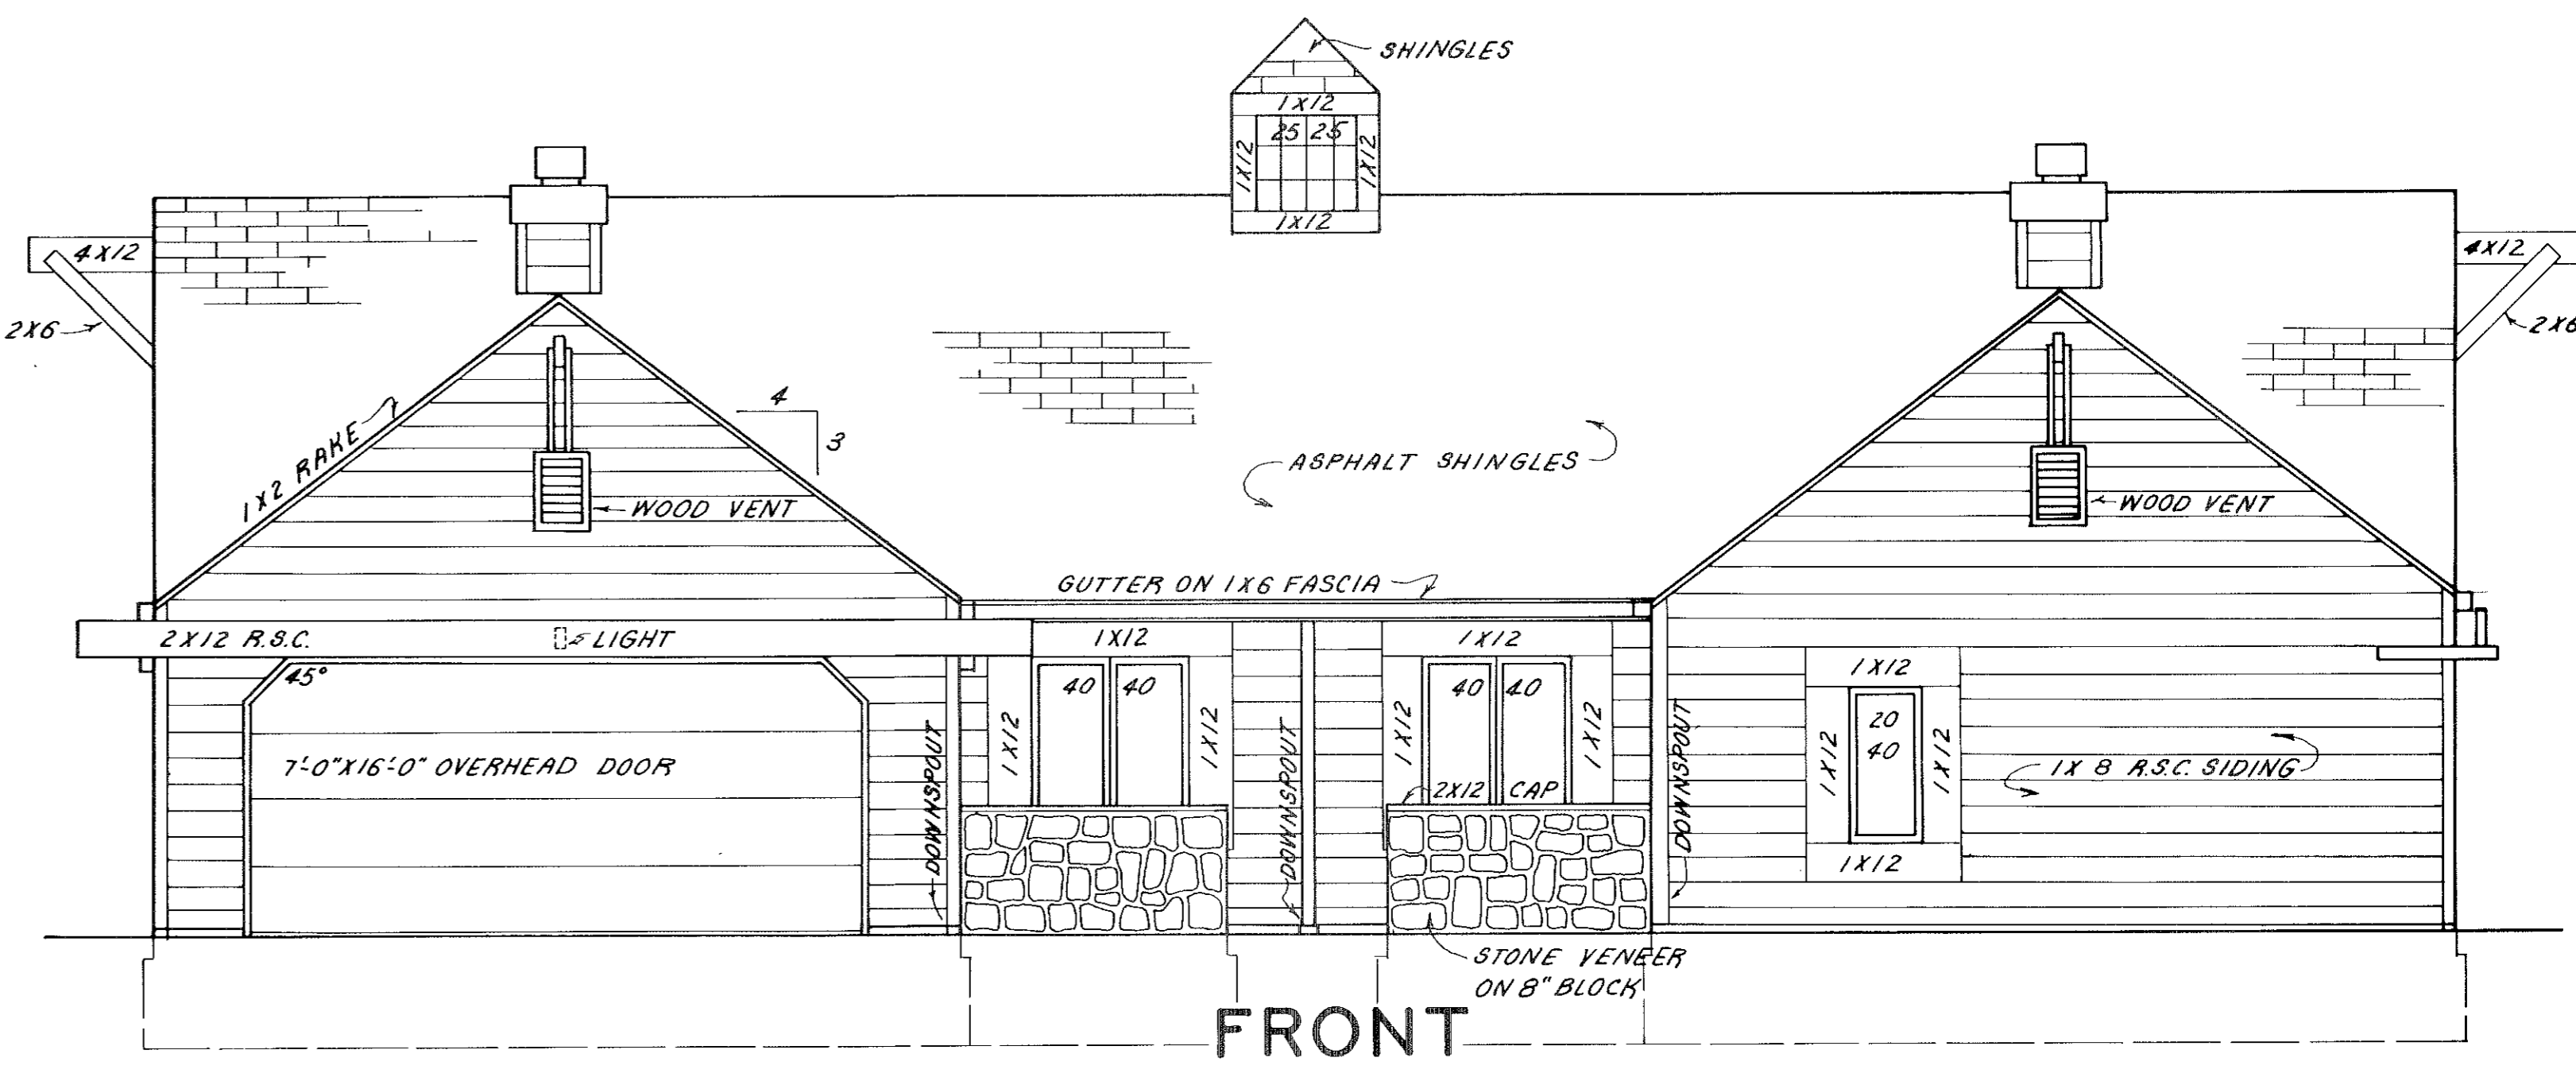 SHINGLES
1X12
25 25
1X12
1X12
1X12
4X12
4X12
2X6
2X6
4
3
1X2 RAKE
ASPHALT SHINGLES
WOOD VENT
WOOD VENT
GUTTER ON 1X6 FASCIA
2X12 R.S.C.
LIGHT
1X12
1X12
45°
40 40
40 40
1X12
1X12
1X12
1X12
1X12
20
40
1X12
1X12
1X12
7'-0"X16'-0" OVERHEAD DOOR
DOWNSPOUT
DOWNSPOUT
DOWNSPOUT
2X12 CAP
1X 8 R.S.C. SIDING
STONE VENEER
ON 8" BLOCK
FRONT